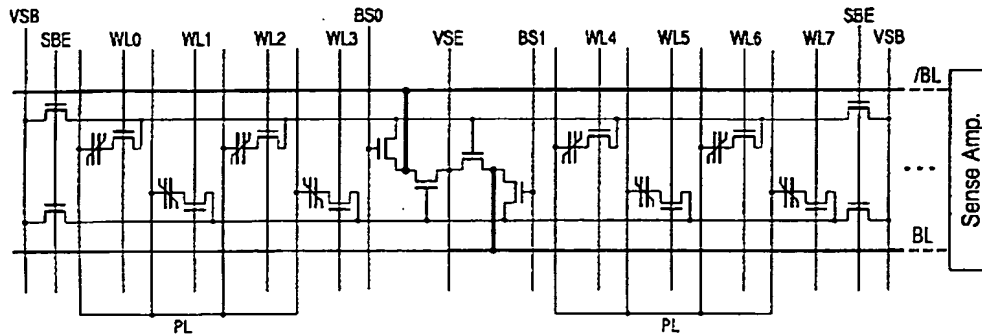 VSB SBE WL0 WL1 WL2 WL3 BS0 VSE BS1 WL4 WL5 WL6 WL7 SBE VSB
/BL
Sense Amp.
BL
PL PL